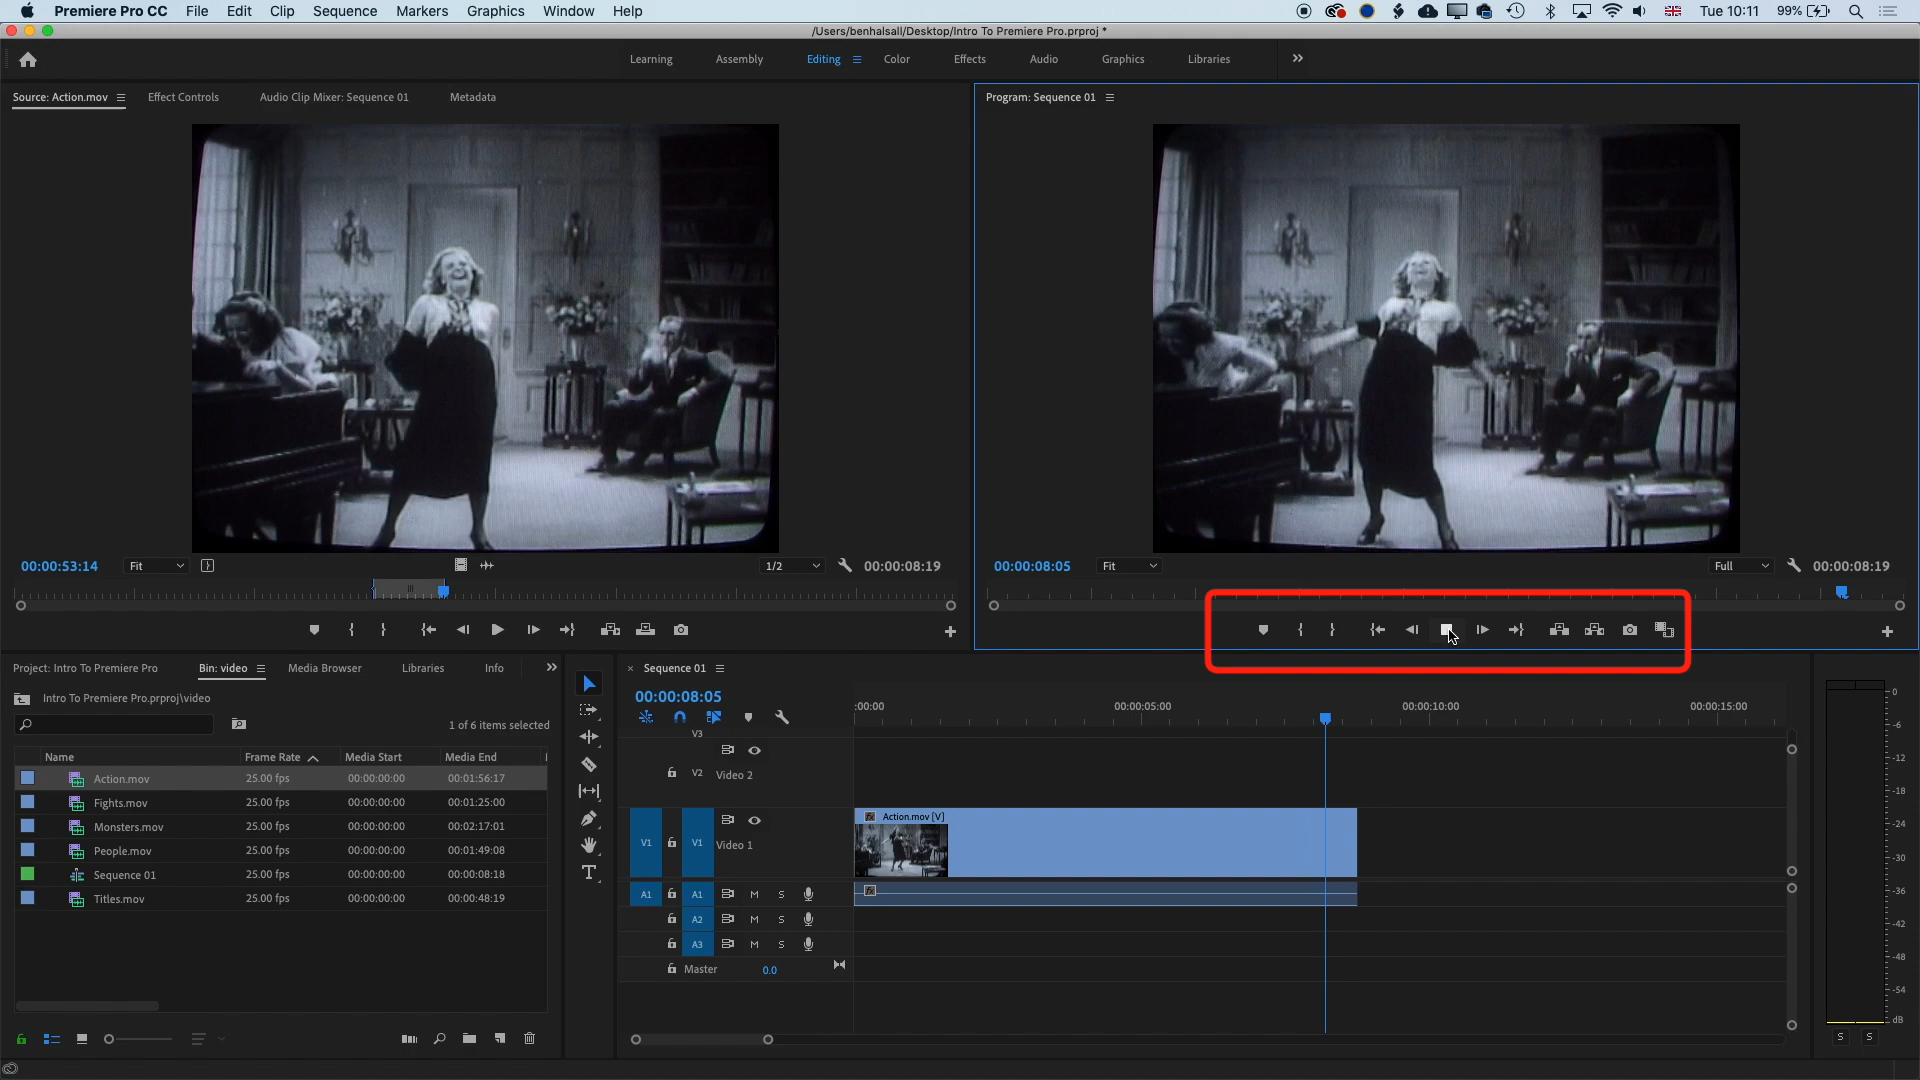 Premiere Pro CC File Edit Clip Sequence Markers Graphics Window Help Tue 10:11 99%
/Users/benhalsall/Desktop/Intro To Premiere Pro.prproj *
Learning Assembly Editing Color Effects Audio Graphics Libraries
Source: Action.mov Effect Controls Audio Clip Mixer: Sequence 01 Metadata
Program: Sequence 01
00:00:53:14 Fit 1/2 00:00:08:19
00:00:08:05 Fit Full 00:00:08:19
Project: Intro To Premiere Pro Bin: video Media Browser Libraries Info
Intro To Premiere Pro.prproj\video
1 of 6 items selected
Name Frame Rate Media Start Media End
Action.mov 25.00 fps 00:00:00:00 00:01:56:17
Fights.mov 25.00 fps 00:00:00:00 00:01:25:00
Monsters.mov 25.00 fps 00:00:00:00 00:02:17:01
People.mov 25.00 fps 00:00:00:00 00:01:49:08
Sequence 01 25.00 fps 00:00:00:00 00:00:08:18
Titles.mov 25.00 fps 00:00:00:00 00:00:48:19
× Sequence 01
00:00:08:05
:00:00 00:00:05:00 00:00:10:00 00:00:15:00
V3
V2 Video 2
Action.mov [V]
V1 V1 Video 1
fx
A1 A1 M S
A2 M S
A3 M S
Master 0.0
0
-6
-12
-18
-24
-30
-36
-42
-48
-54
dB
S S